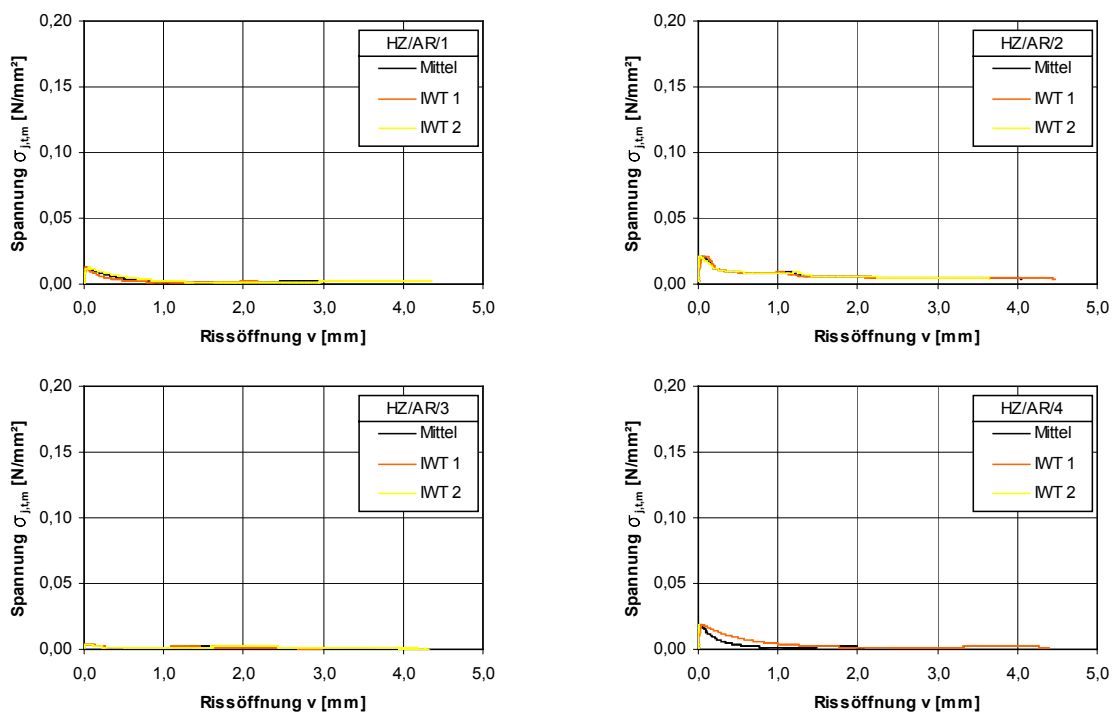 HZ/AR/1
Mittel
IWT 1
IWT 2
0,20
0,15
0,10
0,05
0,00
Spannung σj,t,m [N/mm²]
0,0 1,0 2,0 3,0 4,0 5,0
Rissöffnung v [mm]
HZ/AR/2
Mittel
IWT 1
IWT 2
0,20
0,15
0,10
0,05
0,00
Spannung σj,t,m [N/mm²]
0,0 1,0 2,0 3,0 4,0 5,0
Rissöffnung v [mm]
HZ/AR/3
Mittel
IWT 1
IWT 2
0,20
0,15
0,10
0,05
0,00
Spannung σj,t,m [N/mm²]
0,0 1,0 2,0 3,0 4,0 5,0
Rissöffnung v [mm]
HZ/AR/4
Mittel
IWT 1
IWT 2
0,20
0,15
0,10
0,05
0,00
Spannung σj,t,m [N/mm²]
0,0 1,0 2,0 3,0 4,0 5,0
Rissöffnung v [mm]